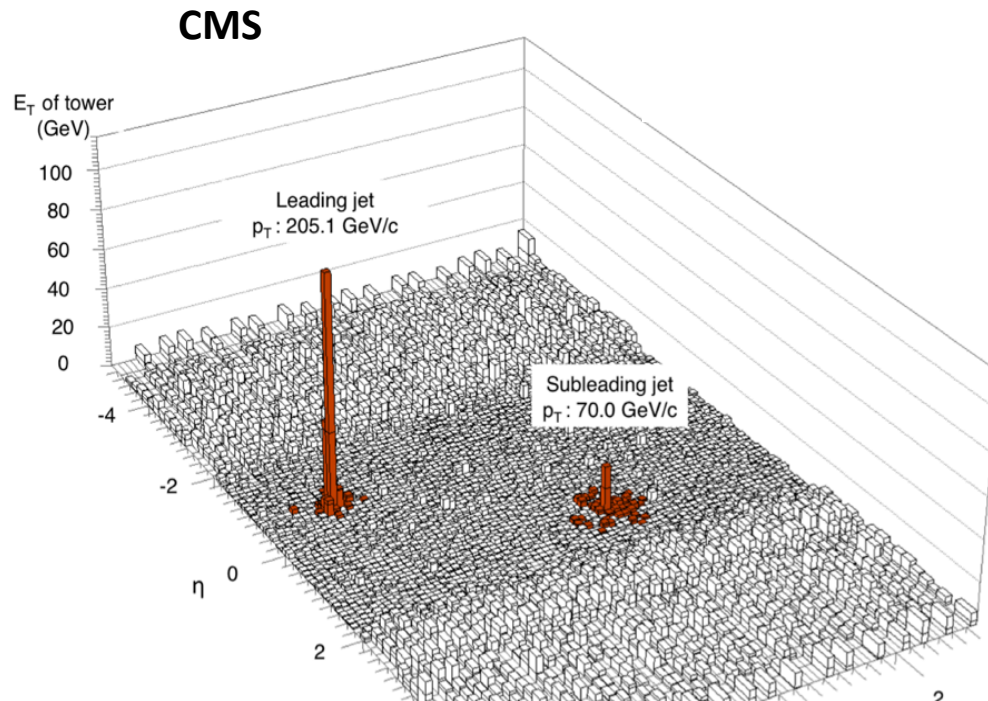 CMS
E_T of tower
(GeV)
100
80
60
40
20
0
Leading jet
p_T : 205.1 GeV/c
Subleading jet
p_T : 70.0 GeV/c
-4
-2
η
0
2
2